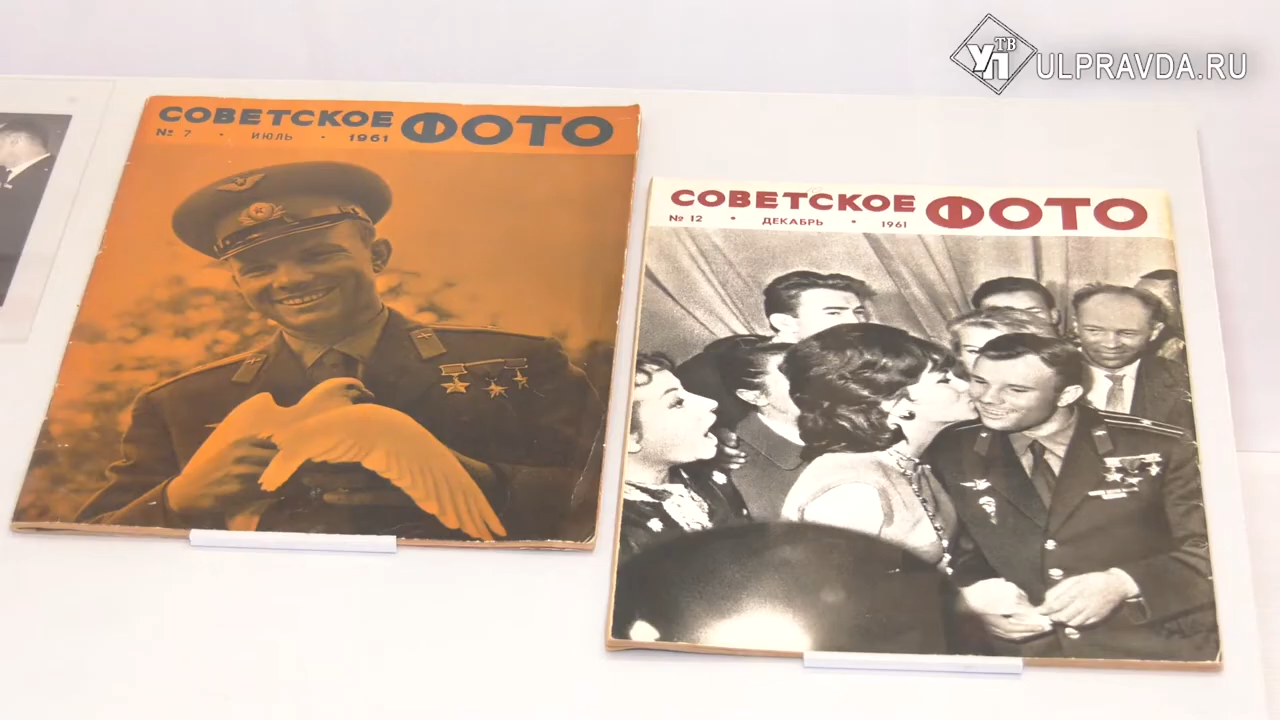 УП ТВ
ULPRAVDA.RU
СОВЕТСКОЕ ФОТО
№ 7 • ИЮЛЬ • 1961
СОВЕТСКОЕ ФОТО
№ 12 • ДЕКАБРЬ • 1961